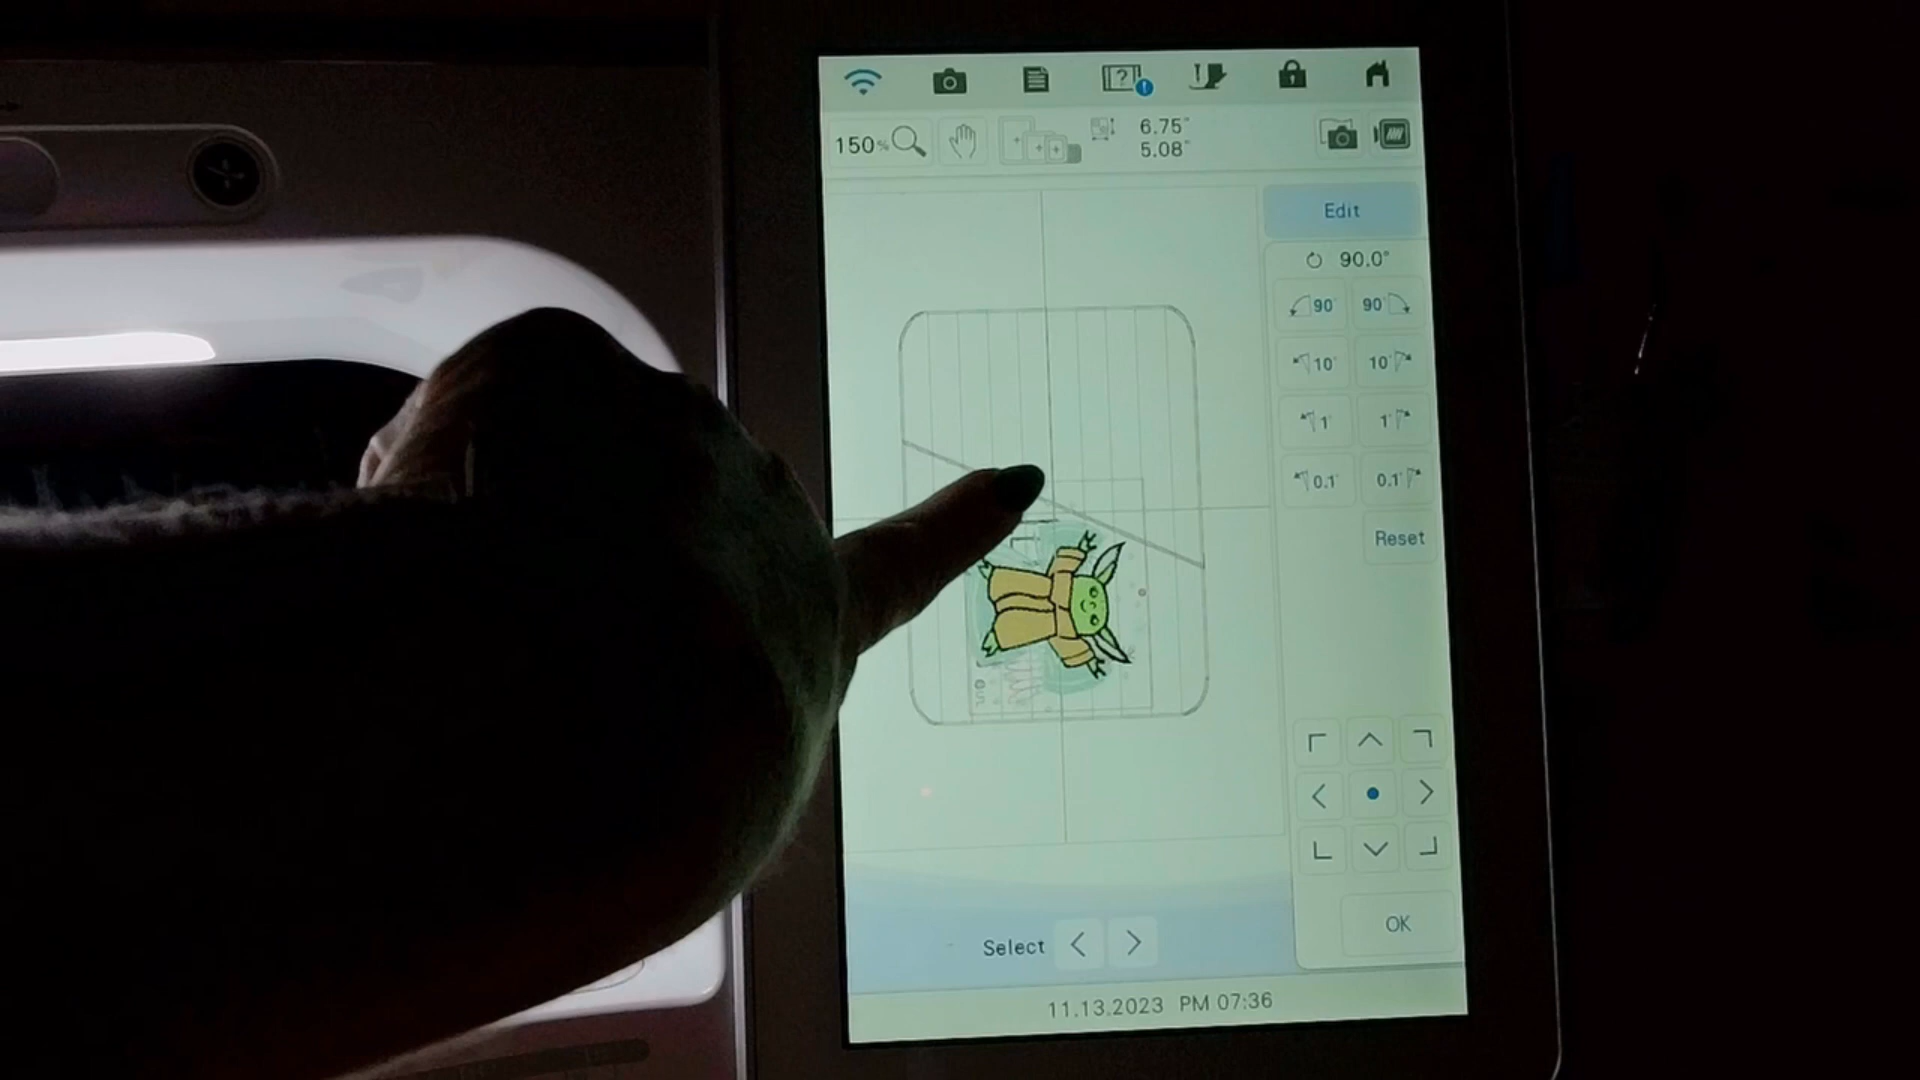 150%
6.75"
5.08"
Edit
90.0°
90° 90°
10° 10°
1° 1°
0.1° 0.1°
Reset
OK
Select
11.13.2023 PM 07:36